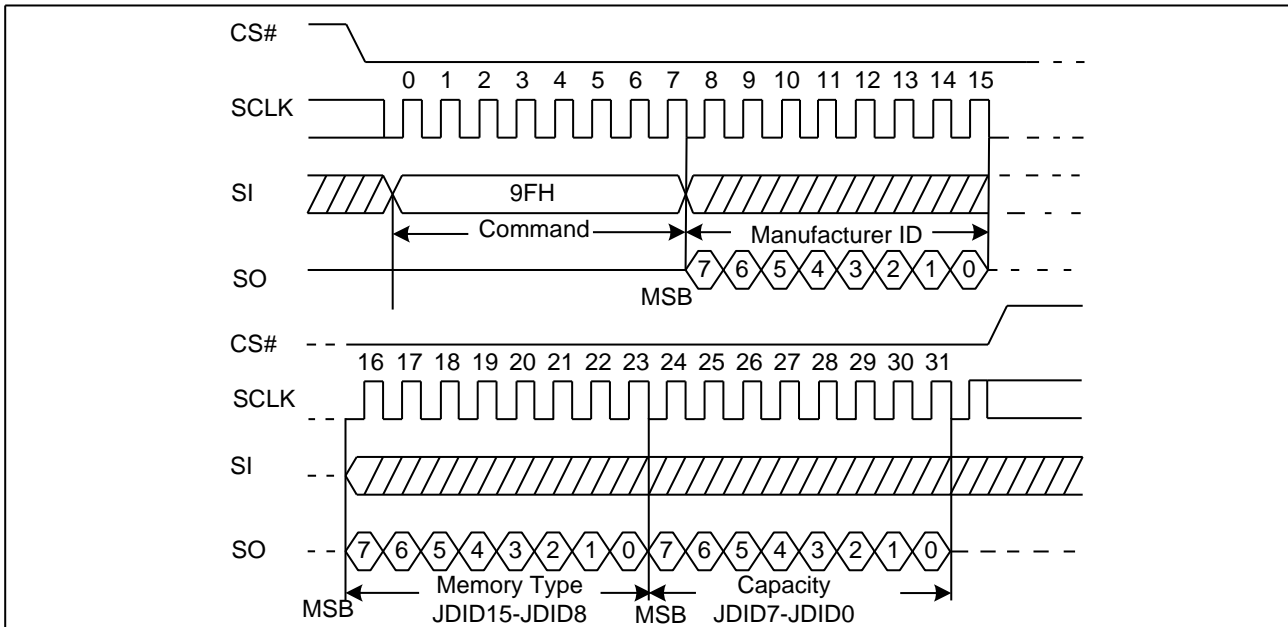 CS#
0 1 2 3 4 5 6 7 8 9 10 11 12 13 14 15
SCLK
SI
9FH
Command
Manufacturer ID
SO
7 6 5 4 3 2 1 0
MSB
CS#
16 17 18 19 20 21 22 23 24 25 26 27 28 29 30 31
SCLK
SI
SO
7 6 5 4 3 2 1 0 7 6 5 4 3 2 1 0
Memory Type Capacity
MSB JDID15-JDID8 MSB JDID7-JDID0